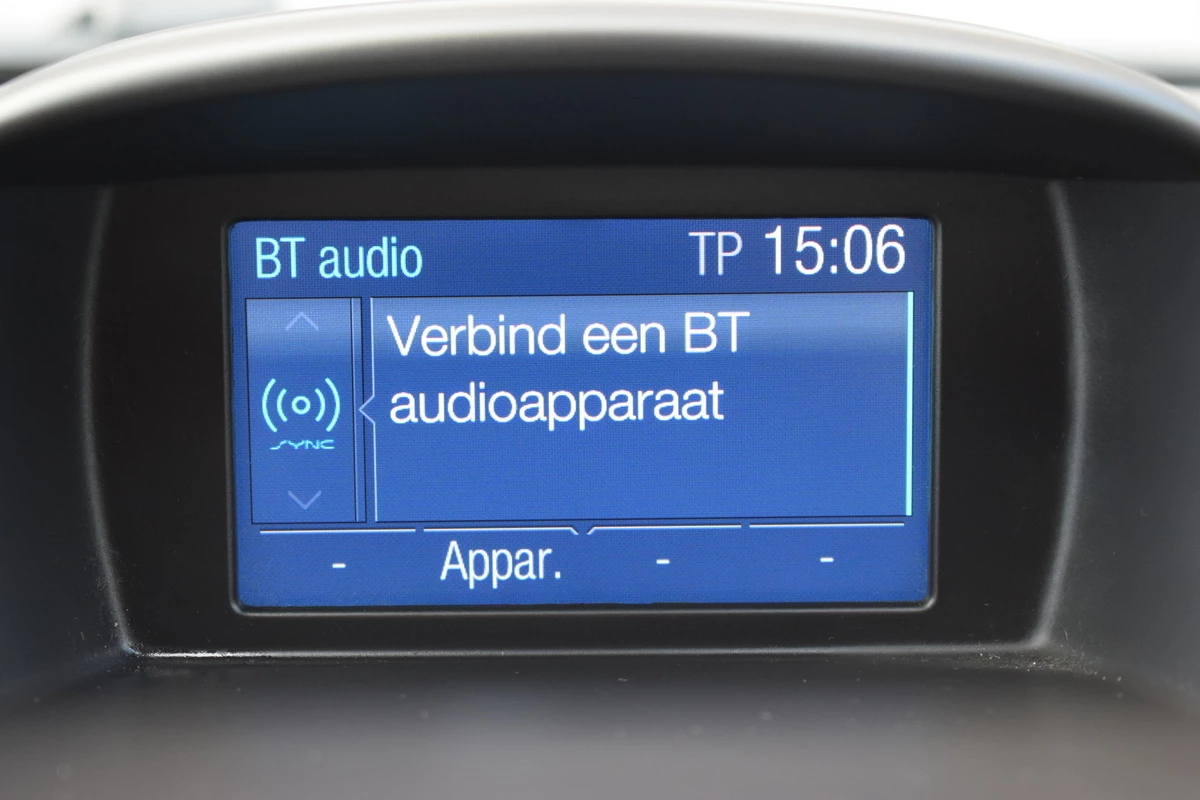 BT audio TP 15:06
Verbind een BT
audioapparaat
SYNC
- Appar. - -